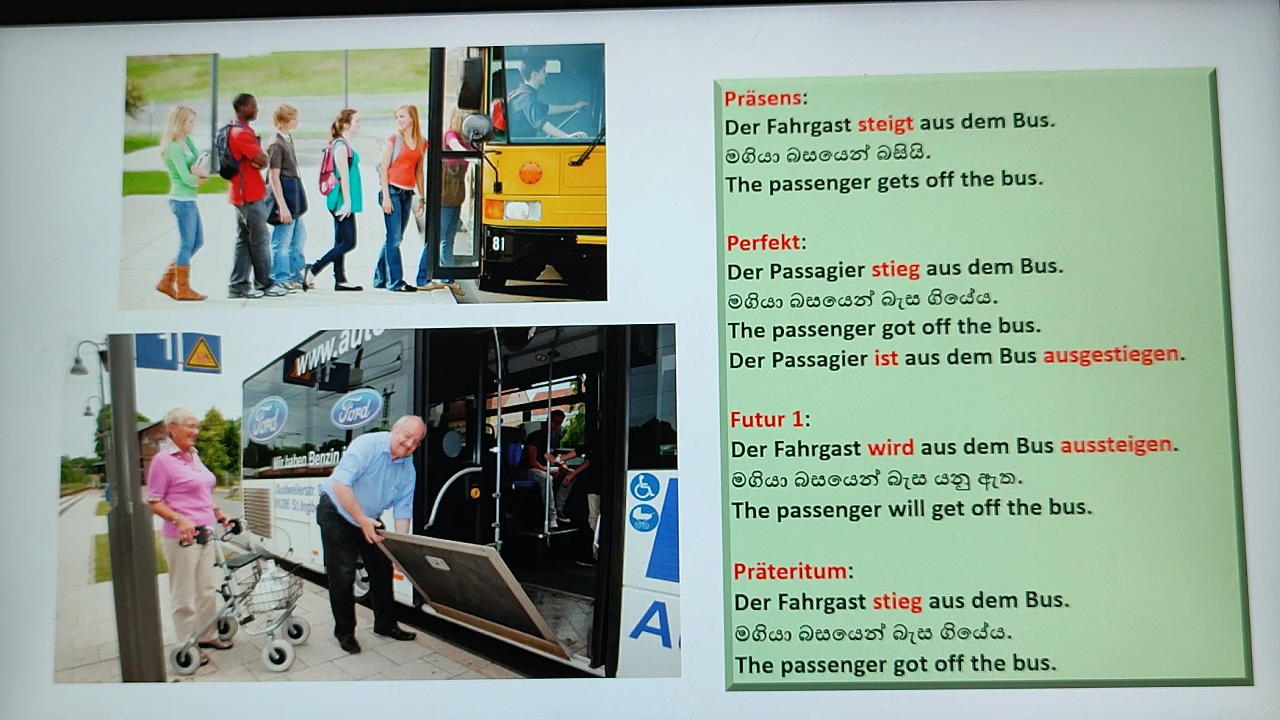 81
1
www.auto
Ford
Ford
Wir haben Benzin
Präsens:
Der Fahrgast steigt aus dem Bus.
මගියා බසයෙන් බසියි.
The passenger gets off the bus.
Perfekt:
Der Passagier stieg aus dem Bus.
මගියා බසයෙන් බැස ගියේය.
The passenger got off the bus.
Der Passagier ist aus dem Bus ausgestiegen.
Futur 1:
Der Fahrgast wird aus dem Bus aussteigen.
මගියා බසයෙන් බැස යනු ඇත.
The passenger will get off the bus.
Präteritum:
Der Fahrgast stieg aus dem Bus.
මගියා බසයෙන් බැස ගියේය.
The passenger got off the bus.